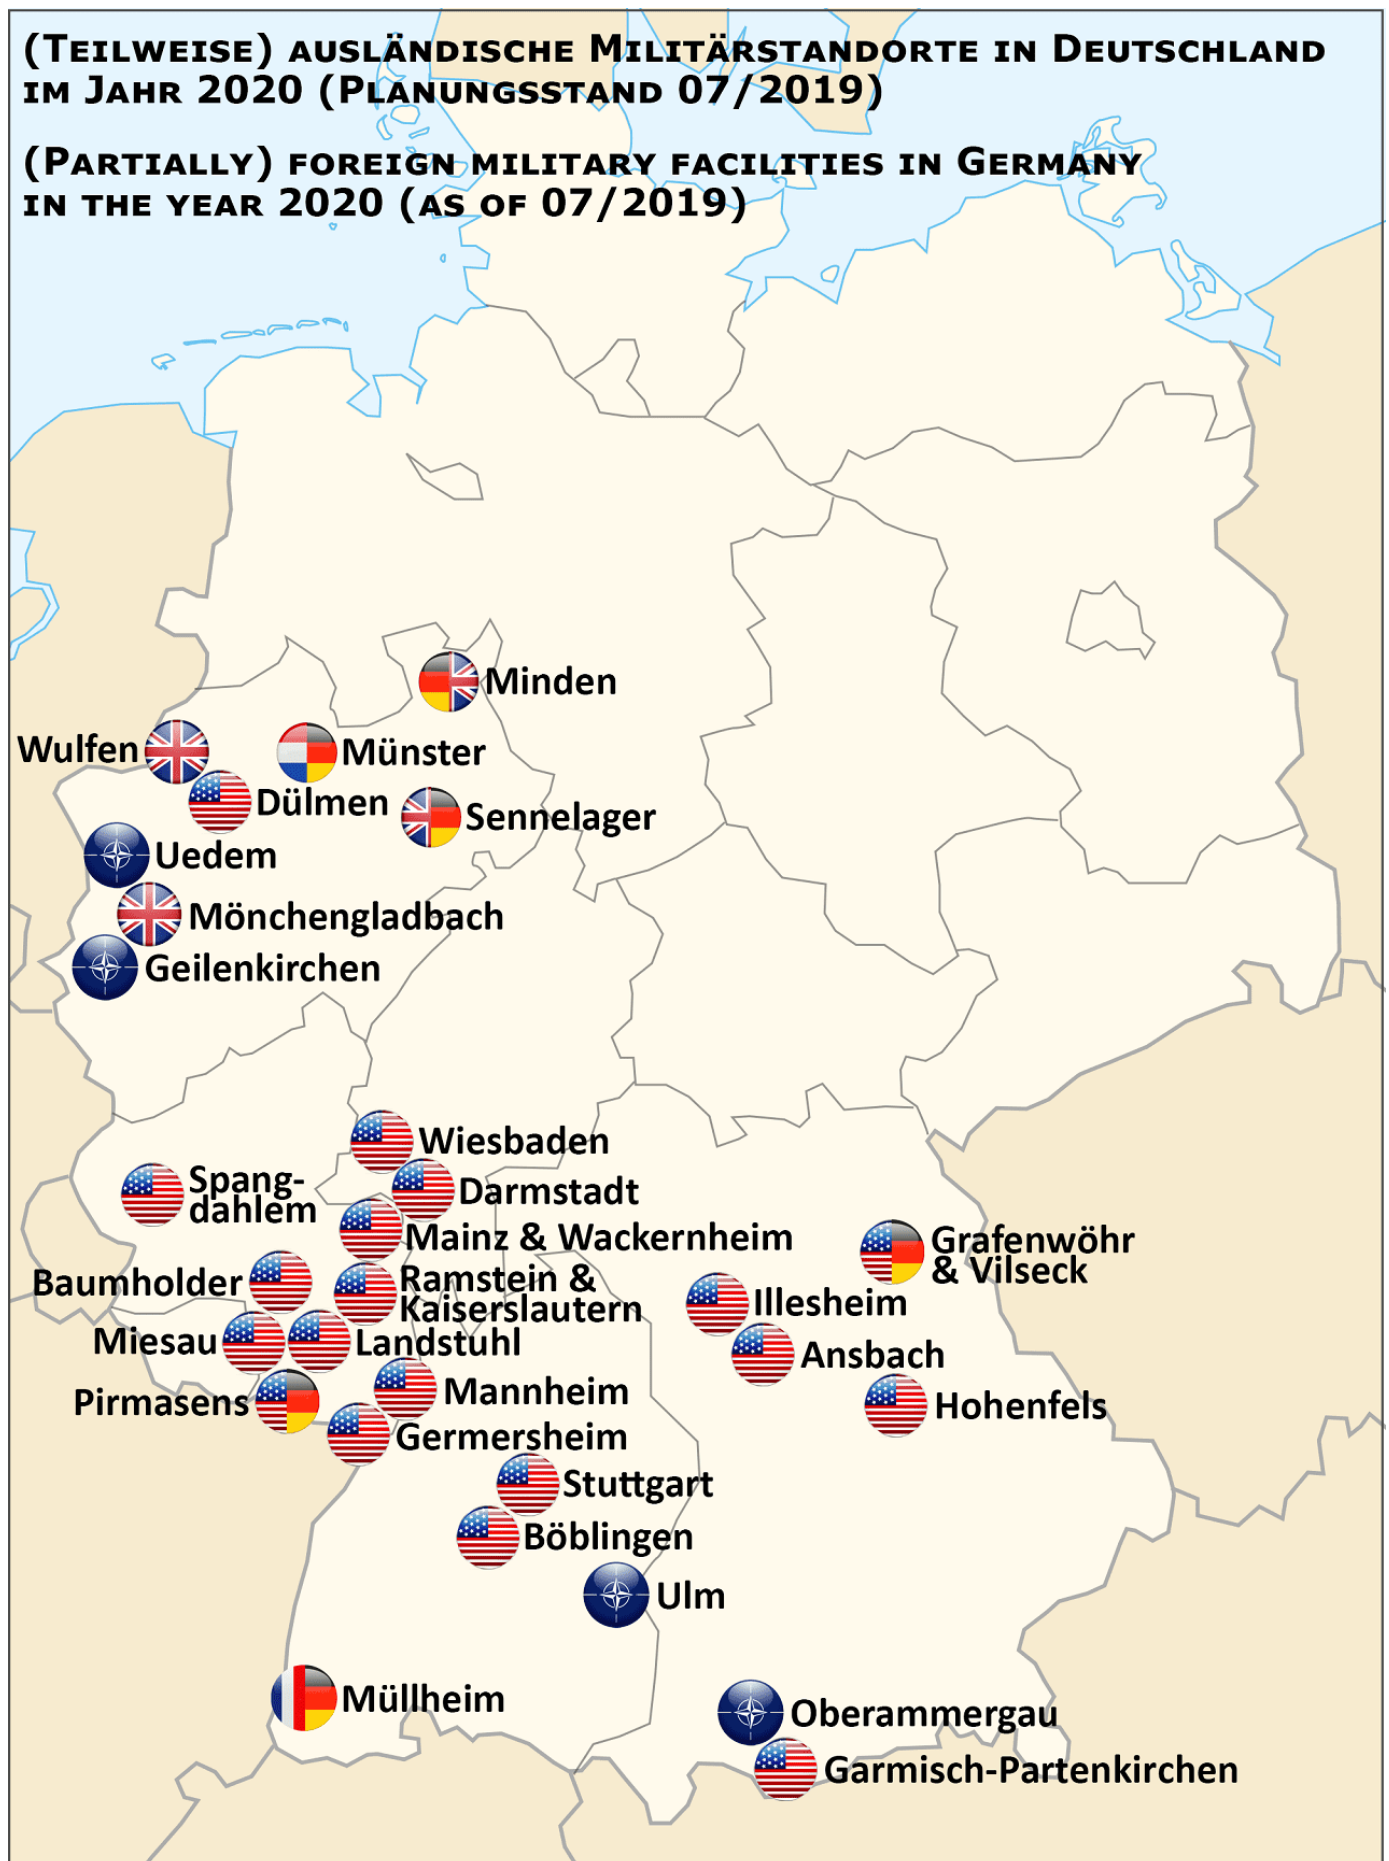 (Teilweise) ausländische Militärstandorte in Deutschland
im Jahr 2020 (Planungsstand 07/2019)
(Partially) foreign military facilities in Germany
in the year 2020 (as of 07/2019)
Minden
Wulfen
Münster
Dülmen
Sennelager
Uedem
Mönchengladbach
Geilenkirchen
Wiesbaden
Spang-
dahlem
Darmstadt
Mainz & Wackernheim
Grafenwöhr
& Vilseck
Baumholder
Ramstein &
Kaiserslautern
Illesheim
Miesau
Landstuhl
Ansbach
Pirmasens
Mannheim
Hohenfels
Germersheim
Stuttgart
Böblingen
Ulm
Müllheim
Oberammergau
Garmisch-Partenkirchen